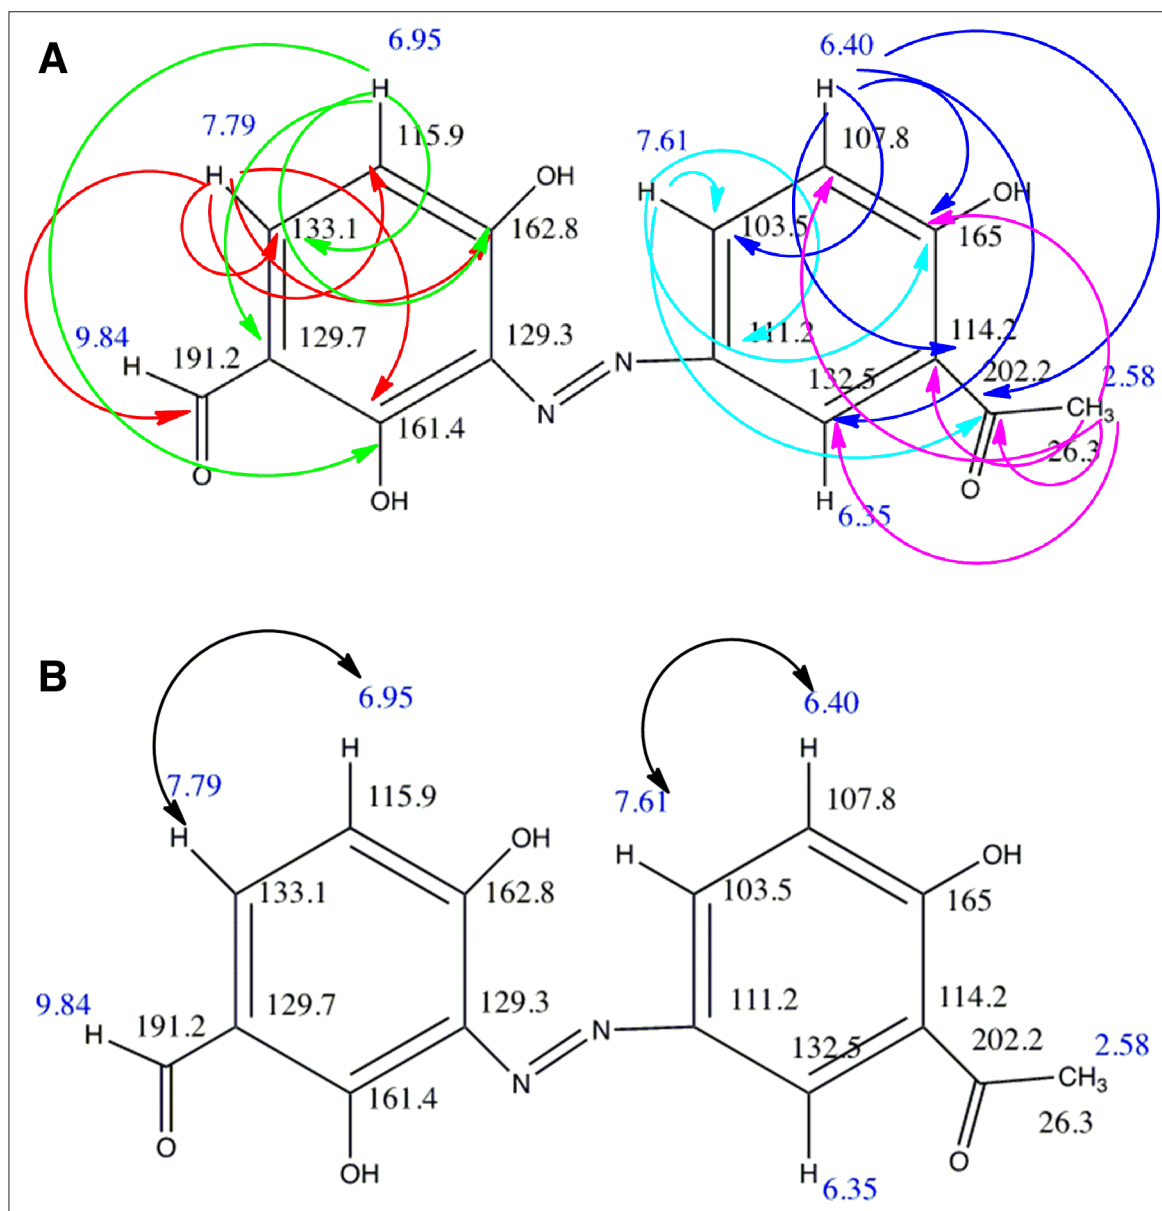 A
6.95
6.40
H
H
7.79
115.9
107.8
7.61
H
OH
H
OH
133.1
162.8
103.5
165
9.84
129.7
129.3
111.2
114.2
H
191.2
N
132.5
202.2
2.58
N
161.4
CH3
26.3
O
OH
H
O
6.35
B
6.95
6.40
H
H
7.79
115.9
7.61
107.8
H
OH
H
OH
133.1
162.8
103.5
165
9.84
129.7
129.3
111.2
114.2
H
191.2
N
132.5
202.2
2.58
N
161.4
CH3
26.3
O
OH
H
O
6.35